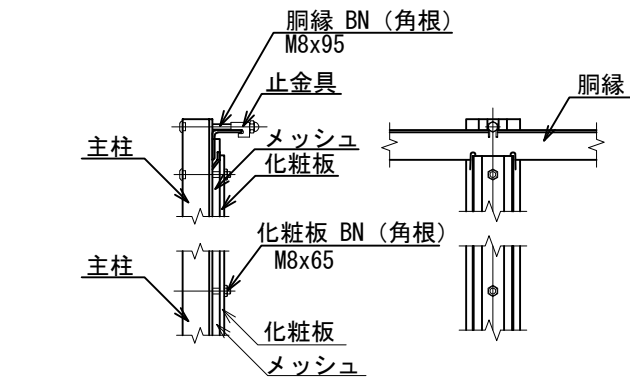 胴縁 BN（角根）
M8x95
止金具
胴縁
主柱
メッシュ
化粧板
化粧板 BN（角根）
M8x65
主柱
化粧板
メッシュ